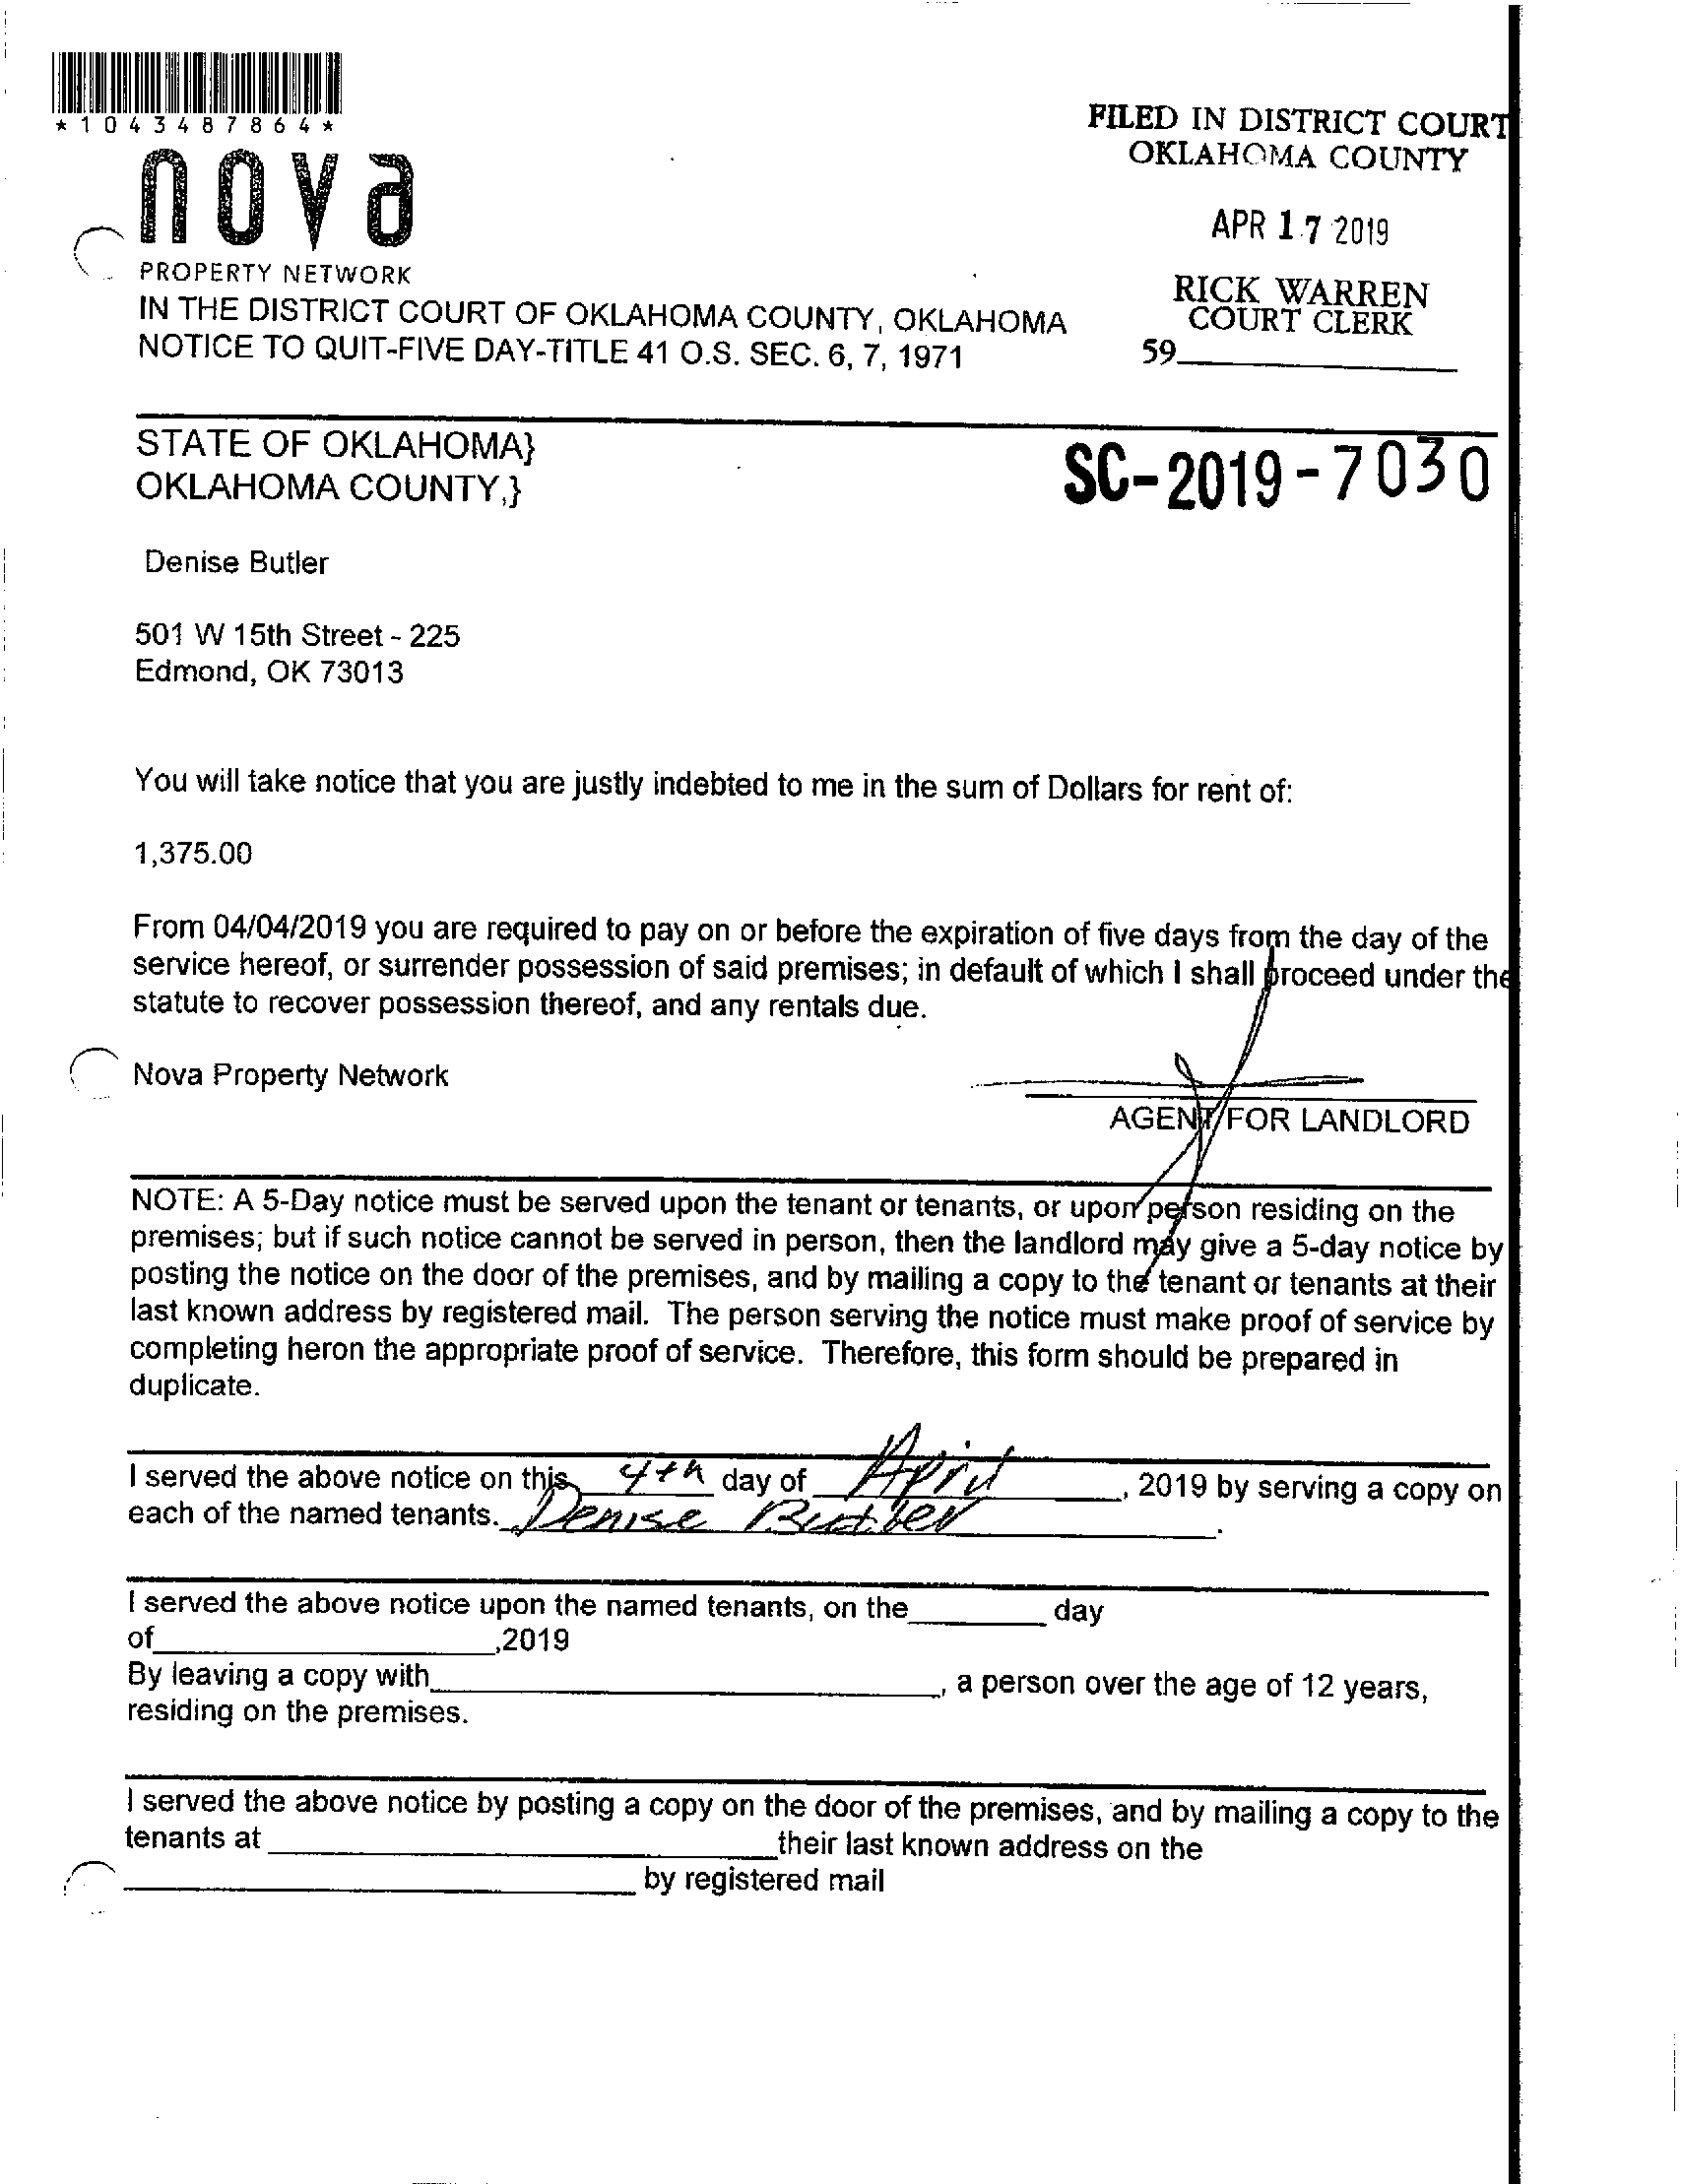 *1043487864*
FILED IN DISTRICT COURT
OKLAHOMA COUNTY
nova
APR 17 2019
PROPERTY NETWORK
RICK WARREN
COURT CLERK
IN THE DISTRICT COURT OF OKLAHOMA COUNTY, OKLAHOMA
NOTICE TO QUIT-FIVE DAY-TITLE 41 O.S. SEC. 6, 7, 1971
59
STATE OF OKLAHOMA}
OKLAHOMA COUNTY,}
SC-2019-7030
Denise Butler
501 W 15th Street - 225
Edmond, OK 73013
You will take notice that you are justly indebted to me in the sum of Dollars for rent of:
1,375.00
From 04/04/2019 you are required to pay on or before the expiration of five days from the day of the
service hereof, or surrender possession of said premises; in default of which I shall proceed under the
statute to recover possession thereof, and any rentals due.
Nova Property Network
AGENT FOR LANDLORD
NOTE: A 5-Day notice must be served upon the tenant or tenants, or upon person residing on the
premises; but if such notice cannot be served in person, then the landlord may give a 5-day notice by
posting the notice on the door of the premises, and by mailing a copy to the tenant or tenants at their
last known address by registered mail. The person serving the notice must make proof of service by
completing heron the appropriate proof of service. Therefore, this form should be prepared in
duplicate.
I served the above notice on this 4th day of April, 2019 by serving a copy on
each of the named tenants. Denise Butler.
I served the above notice upon the named tenants, on the day
of ,2019
By leaving a copy with , a person over the age of 12 years,
residing on the premises.
I served the above notice by posting a copy on the door of the premises, and by mailing a copy to the
tenants at their last known address on the
by registered mail